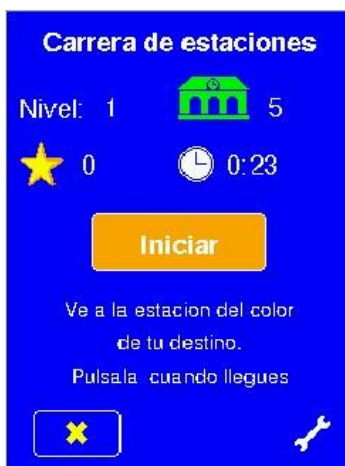 Carrera de estaciones
Nivel: 1 5
0 0:23
Iniciar
Ve a la estacion del color
de tu destino.
Pulsala cuando llegues